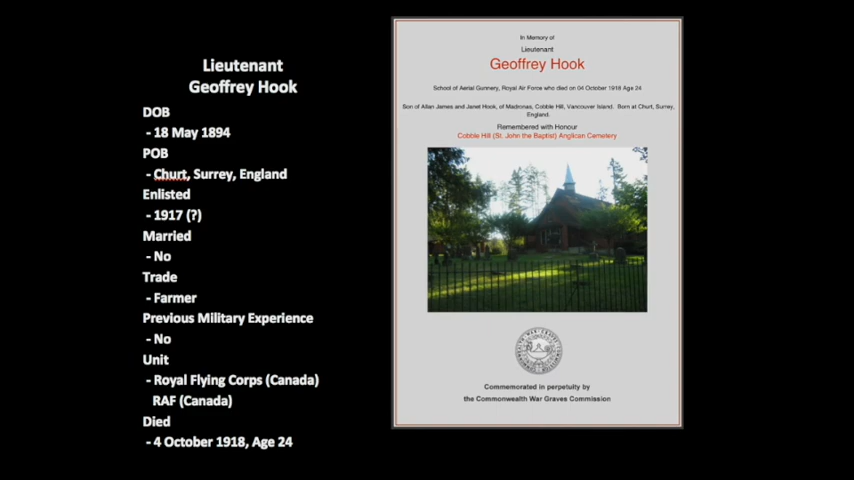 Lieutenant
Geoffrey Hook
DOB
- 18 May 1894
POB
- Churt, Surrey, England
Enlisted
- 1917 (?)
Married
- No
Trade
- Farmer
Previous Military Experience
- No
Unit
- Royal Flying Corps (Canada)
RAF (Canada)
Died
- 4 October 1918, Age 24
In Memory of
Lieutenant
Geoffrey Hook
School of Aerial Gunnery, Royal Air Force who died on 04 October 1918 Age 24
Son of Allan James and Janet Hook, of Madronas, Cobble Hill, Vancouver Island. Born at Churt, Surrey,
England.
Remembered with Honour
Cobble Hill (St. John the Baptist) Anglican Cemetery
Commemorated in perpetuity by
the Commonwealth War Graves Commission